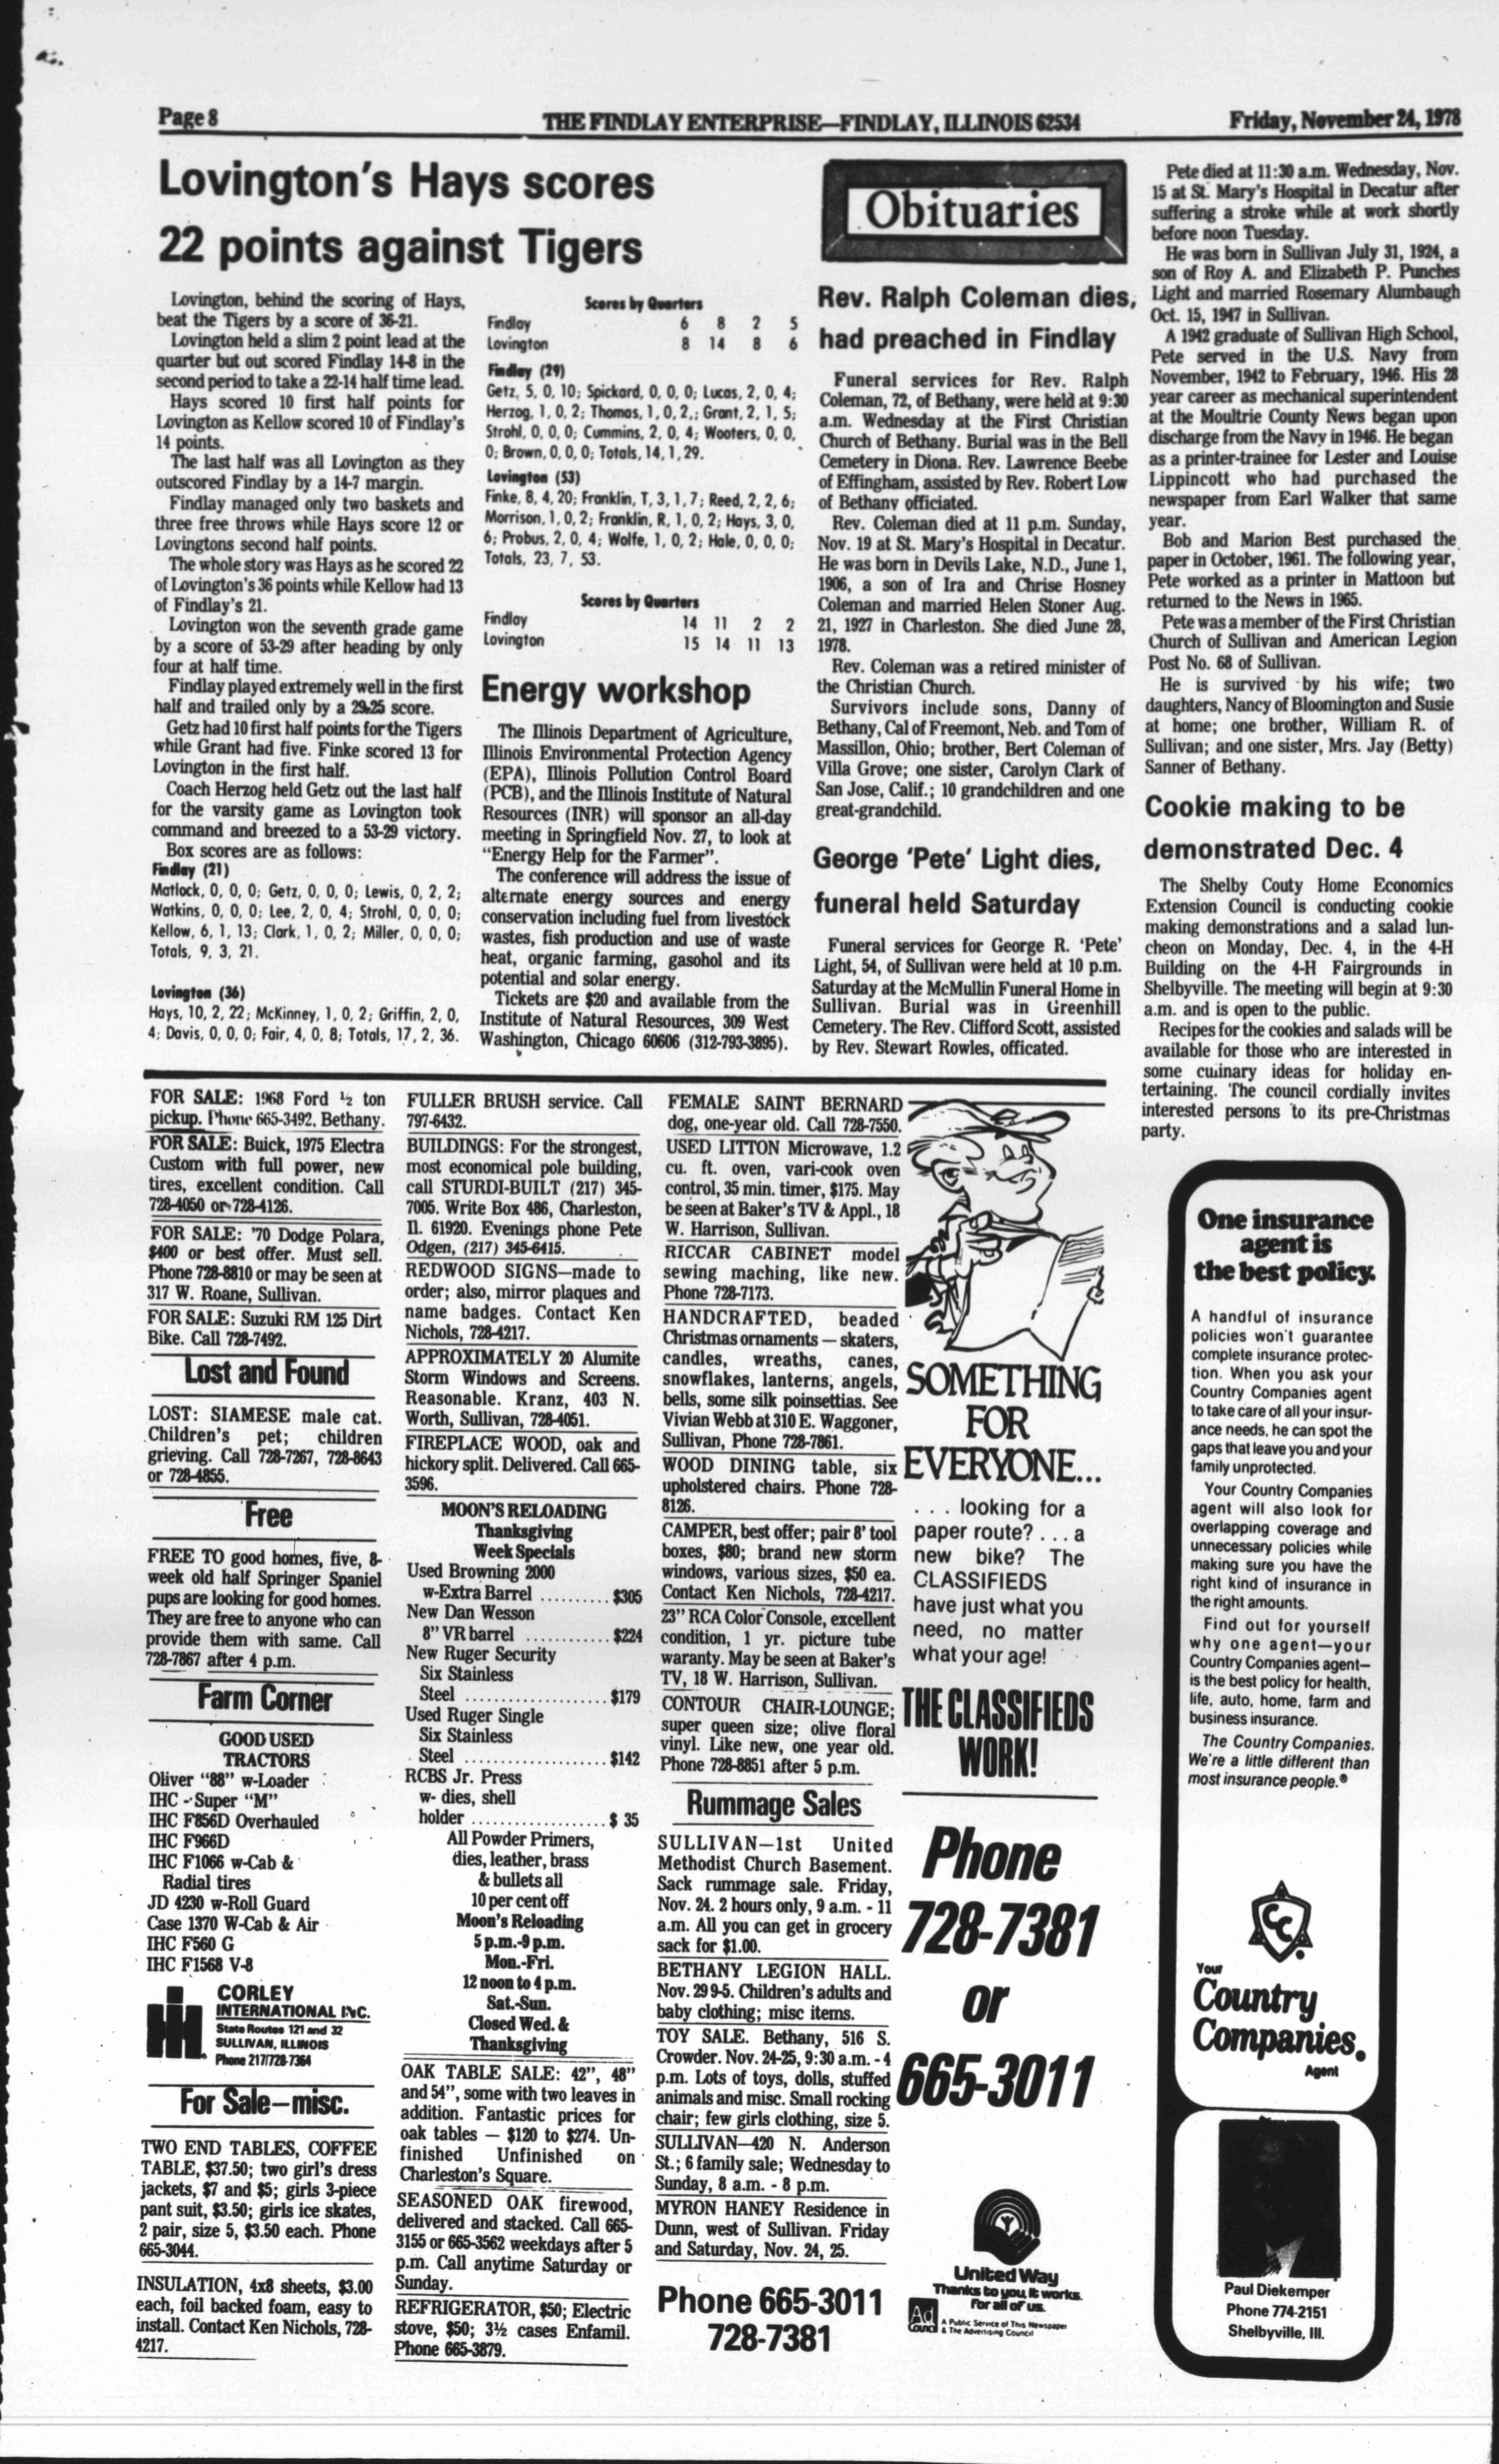 Page 8
THE FINDLAY ENTERPRISE—FINDLAY, ILLINOIS 62534
Friday, November 24, 1978
Lovington's Hays scores
22 points against Tigers
Lovington, behind the scoring of Hays,
beat the Tigers by a score of 36-21.
Lovington held a slim 2 point lead at the
quarter but out scored Findlay 14-8 in the
second period to take a 22-14 half time lead.
Hays scored 10 first half points for
Lovington as Kellow scored 10 of Findlay's
14 points.
The last half was all Lovington as they
outscored Findlay by a 14-7 margin.
Findlay managed only two baskets and
three free throws while Hays score 12 or
Lovingtons second half points.
The whole story was Hays as he scored 22
of Lovington's 36 points while Kellow had 13
of Findlay's 21.
Lovington won the seventh grade game
by a score of 53-29 after heading by only
four at half time.
Findlay played extremely well in the first
half and trailed only by a 29-25 score.
Getz had 10 first half points for the Tigers
while Grant had five. Finke scored 13 for
Lovington in the first half.
Coach Herzog held Getz out the last half
for the varsity game as Lovington took
command and breezed to a 53-29 victory.
Box scores are as follows:
Findlay (21)
Matlock, 0, 0, 0; Getz, 0, 0, 0; Lewis, 0, 2, 2;
Watkins, 0, 0, 0; Lee, 2, 0, 4; Strohl, 0, 0, 0;
Kellow, 6, 1, 13; Clark, 1, 0, 2; Miller, 0, 0, 0;
Totals, 9, 3, 21.
Lovington (36)
Hays, 10, 2, 22; McKinney, 1, 0, 2; Griffin, 2, 0,
4; Davis, 0, 0, 0; Fair, 4, 0, 8; Totals, 17, 2, 36.
Scores by Quarters
Findlay 6 8 2 5
Lovington 8 14 8 6
Findlay (29)
Getz, 5, 0, 10; Spickard, 0, 0, 0; Lucas, 2, 0, 4;
Herzog, 1, 0, 2; Thomas, 1, 0, 2,; Grant, 2, 1, 5;
Strohl, 0, 0, 0; Cummins, 2, 0, 4; Wooters, 0, 0,
0; Brown, 0, 0, 0; Totals, 14, 1, 29.
Lovington (53)
Finke, 8, 4, 20; Franklin, T, 3, 1, 7; Reed, 2, 2, 6;
Morrison, 1, 0, 2; Franklin, R, 1, 0, 2; Hays, 3, 0,
6; Probus, 2, 0, 4; Wolfe, 1, 0, 2; Hale, 0, 0, 0;
Totals, 23, 7, 53.
Scores by Quarters
Findlay 14 11 2 2
Lovington 15 14 11 13
Energy workshop
The Illinois Department of Agriculture,
Illinois Environmental Protection Agency
(EPA), Illinois Pollution Control Board
(PCB), and the Illinois Institute of Natural
Resources (INR) will sponsor an all-day
meeting in Springfield Nov. 27, to look at
"Energy Help for the Farmer".
The conference will address the issue of
alternate energy sources and energy
conservation including fuel from livestock
wastes, fish production and use of waste
heat, organic farming, gasohol and its
potential and solar energy.
Tickets are $20 and available from the
Institute of Natural Resources, 309 West
Washington, Chicago 60606 (312-793-3895).
Obituaries
Rev. Ralph Coleman dies,
had preached in Findlay
Funeral services for Rev. Ralph
Coleman, 72, of Bethany, were held at 9:30
a.m. Wednesday at the First Christian
Church of Bethany. Burial was in the Bell
Cemetery in Diona. Rev. Lawrence Beebe
of Effingham, assisted by Rev. Robert Low
of Bethany officiated.
Rev. Coleman died at 11 p.m. Sunday,
Nov. 19 at St. Mary's Hospital in Decatur.
He was born in Devils Lake, N.D., June 1,
1906, a son of Ira and Chrise Hosney
Coleman and married Helen Stoner Aug.
21, 1927 in Charleston. She died June 28,
1978.
Rev. Coleman was a retired minister of
the Christian Church.
Survivors include sons, Danny of
Bethany, Cal of Freemont, Neb. and Tom of
Massillon, Ohio; brother, Bert Coleman of
Villa Grove; one sister, Carolyn Clark of
San Jose, Calif.; 10 grandchildren and one
great-grandchild.
George 'Pete' Light dies,
funeral held Saturday
Funeral services for George R. 'Pete'
Light, 54, of Sullivan were held at 10 p.m.
Saturday at the McMullin Funeral Home in
Sullivan. Burial was in Greenhill
Cemetery. The Rev. Clifford Scott, assisted
by Rev. Stewart Rowles, officated.
Pete died at 11:30 a.m. Wednesday, Nov.
15 at St. Mary's Hospital in Decatur after
suffering a stroke while at work shortly
before noon Tuesday.
He was born in Sullivan July 31, 1924, a
son of Roy A. and Elizabeth P. Punches
Light and married Rosemary Alumbaugh
Oct. 15, 1947 in Sullivan.
A 1942 graduate of Sullivan High School,
Pete served in the U.S. Navy from
November, 1942 to February, 1946. His 28
year career as mechanical superintendent
at the Moultrie County News began upon
discharge from the Navy in 1946. He began
as a printer-trainee for Lester and Louise
Lippincott who had purchased the
newspaper from Earl Walker that same
year.
Bob and Marion Best purchased the
paper in October, 1961. The following year,
Pete worked as a printer in Mattoon but
returned to the News in 1965.
Pete was a member of the First Christian
Church of Sullivan and American Legion
Post No. 68 of Sullivan.
He is survived by his wife; two
daughters, Nancy of Bloomington and Susie
at home; one brother, William R. of
Sullivan; and one sister, Mrs. Jay (Betty)
Sanner of Bethany.
Cookie making to be
demonstrated Dec. 4
The Shelby Couty Home Economics
Extension Council is conducting cookie
making demonstrations and a salad lun-
cheon on Monday, Dec. 4, in the 4-H
Building on the 4-H Fairgrounds in
Shelbyville. The meeting will begin at 9:30
a.m. and is open to the public.
Recipes for the cookies and salads will be
available for those who are interested in
some culinary ideas for holiday en-
tertaining. The council cordially invites
interested persons to its pre-Christmas
party.
FOR SALE: 1968 Ford ½ ton
pickup. Phone 665-3492, Bethany.
FOR SALE: Buick, 1975 Electra
Custom with full power, new
tires, excellent condition. Call
728-4050 or 728-4126.
FOR SALE: '70 Dodge Polara,
$400 or best offer. Must sell.
Phone 728-8810 or may be seen at
317 W. Roane, Sullivan.
FOR SALE: Suzuki RM 125 Dirt
Bike. Call 728-7492.
Lost and Found
LOST: SIAMESE male cat.
Children's pet; children
grieving. Call 728-7267, 728-8643
or 728-4855.
Free
FREE TO good homes, five, 8-
week old half Springer Spaniel
pups are looking for good homes.
They are free to anyone who can
provide them with same. Call
728-7867 after 4 p.m.
Farm Corner
GOOD USED
TRACTORS
Oliver "88" w-Loader
IHC - Super "M"
IHC F856D Overhauled
IHC F966D
IHC F1066 w-Cab &
Radial tires
JD 4230 w-Roll Guard
Case 1370 W-Cab & Air
IHC F560 G
IHC F1568 V-8
CORLEY
INTERNATIONAL INC.
State Routes 121 and 32
SULLIVAN, ILLINOIS
Phone 217/728-7364
For Sale—misc.
TWO END TABLES, COFFEE
TABLE, $37.50; two girl's dress
jackets, $7 and $5; girls 3-piece
pant suit, $3.50; girls ice skates,
2 pair, size 5, $3.50 each. Phone
665-3044.
INSULATION, 4x8 sheets, $3.00
each, foil backed foam, easy to
install. Contact Ken Nichols, 728-
4217.
FULLER BRUSH service. Call
797-6432.
BUILDINGS: For the strongest,
most economical pole building,
call STURDI-BUILT (217) 345-
7005. Write Box 486, Charleston,
Il. 61920. Evenings phone Pete
Odgen, (217) 345-6415.
REDWOOD SIGNS—made to
order; also, mirror plaques and
name badges. Contact Ken
Nichols, 728-4217.
APPROXIMATELY 20 Alumite
Storm Windows and Screens.
Reasonable. Kranz, 403 N.
Worth, Sullivan, 728-4051.
FIREPLACE WOOD, oak and
hickory split. Delivered. Call 665-
3596.
MOON'S RELOADING
Thanksgiving
Week Specials
Used Browning 2000
w-Extra Barrel .......... $305
New Dan Wesson
8" VR barrel ............ $224
New Ruger Security
Six Stainless
Steel .................... $179
Used Ruger Single
Six Stainless
Steel .................... $142
RCBS Jr. Press
w- dies, shell
holder ................... $ 35
All Powder Primers,
dies, leather, brass
& bullets all
10 per cent off
Moon's Reloading
5 p.m.-9 p.m.
Mon.-Fri.
12 noon to 4 p.m.
Sat.-Sun.
Closed Wed. &
Thanksgiving
OAK TABLE SALE: 42", 48"
and 54", some with two leaves in
addition. Fantastic prices for
oak tables — $120 to $274. Un-
finished Unfinished on
Charleston's Square.
SEASONED OAK firewood,
delivered and stacked. Call 665-
3155 or 665-3562 weekdays after 5
p.m. Call anytime Saturday or
Sunday.
REFRIGERATOR, $50; Electric
stove, $50; 3½ cases Enfamil.
Phone 665-3879.
FEMALE SAINT BERNARD
dog, one-year old. Call 728-7550.
USED LITTON Microwave, 1.2
cu. ft. oven, vari-cook oven
control, 35 min. timer, $175. May
be seen at Baker's TV & Appl., 18
W. Harrison, Sullivan.
RICCAR CABINET model
sewing maching, like new.
Phone 728-7173.
HANDCRAFTED, beaded
Christmas ornaments — skaters,
candles, wreaths, canes,
snowflakes, lanterns, angels,
bells, some silk poinsettias. See
Vivian Webb at 310 E. Waggoner,
Sullivan, Phone 728-7861.
WOOD DINING table, six
upholstered chairs. Phone 728-
8126.
CAMPER, best offer; pair 8' tool
boxes, $80; brand new storm
windows, various sizes, $50 ea.
Contact Ken Nichols, 728-4217.
23" RCA Color Console, excellent
condition, 1 yr. picture tube
waranty. May be seen at Baker's
TV, 18 W. Harrison, Sullivan.
CONTOUR CHAIR-LOUNGE;
super queen size; olive floral
vinyl. Like new, one year old.
Phone 728-8851 after 5 p.m.
Rummage Sales
SULLIVAN—1st United
Methodist Church Basement.
Sack rummage sale. Friday,
Nov. 24. 2 hours only, 9 a.m. - 11
a.m. All you can get in grocery
sack for $1.00.
BETHANY LEGION HALL.
Nov. 29 9-5. Children's adults and
baby clothing; misc items.
TOY SALE. Bethany, 516 S.
Crowder. Nov. 24-25, 9:30 a.m. - 4
p.m. Lots of toys, dolls, stuffed
animals and misc. Small rocking
chair; few girls clothing, size 5.
SULLIVAN—420 N. Anderson
St.; 6 family sale; Wednesday to
Sunday, 8 a.m. - 8 p.m.
MYRON HANEY Residence in
Dunn, west of Sullivan. Friday
and Saturday, Nov. 24, 25.
Phone 665-3011
728-7381
SOMETHING
FOR
EVERYONE...
. . . looking for a
paper route? ... a
new bike? The
CLASSIFIEDS
have just what you
need, no matter
what your age!
THE CLASSIFIEDS
WORK!
Phone
728-7381
or
665-3011
United Way
Thanks to you, it works.
For all of us.
Ad
Council
A Public Service of This Newspaper
& The Advertising Council
One insurance
agent is
the best policy.
A handful of insurance
policies won't guarantee
complete insurance protec-
tion. When you ask your
Country Companies agent
to take care of all your insur-
ance needs, he can spot the
gaps that leave you and your
family unprotected.
Your Country Companies
agent will also look for
overlapping coverage and
unnecessary policies while
making sure you have the
right kind of insurance in
the right amounts.
Find out for yourself
why one agent—your
Country Companies agent—
is the best policy for health,
life, auto, home, farm and
business insurance.
The Country Companies.
We're a little different than
most insurance people.®
CC
Your
Country
Companies.
Agent
Paul Diekemper
Phone 774-2151
Shelbyville, Ill.